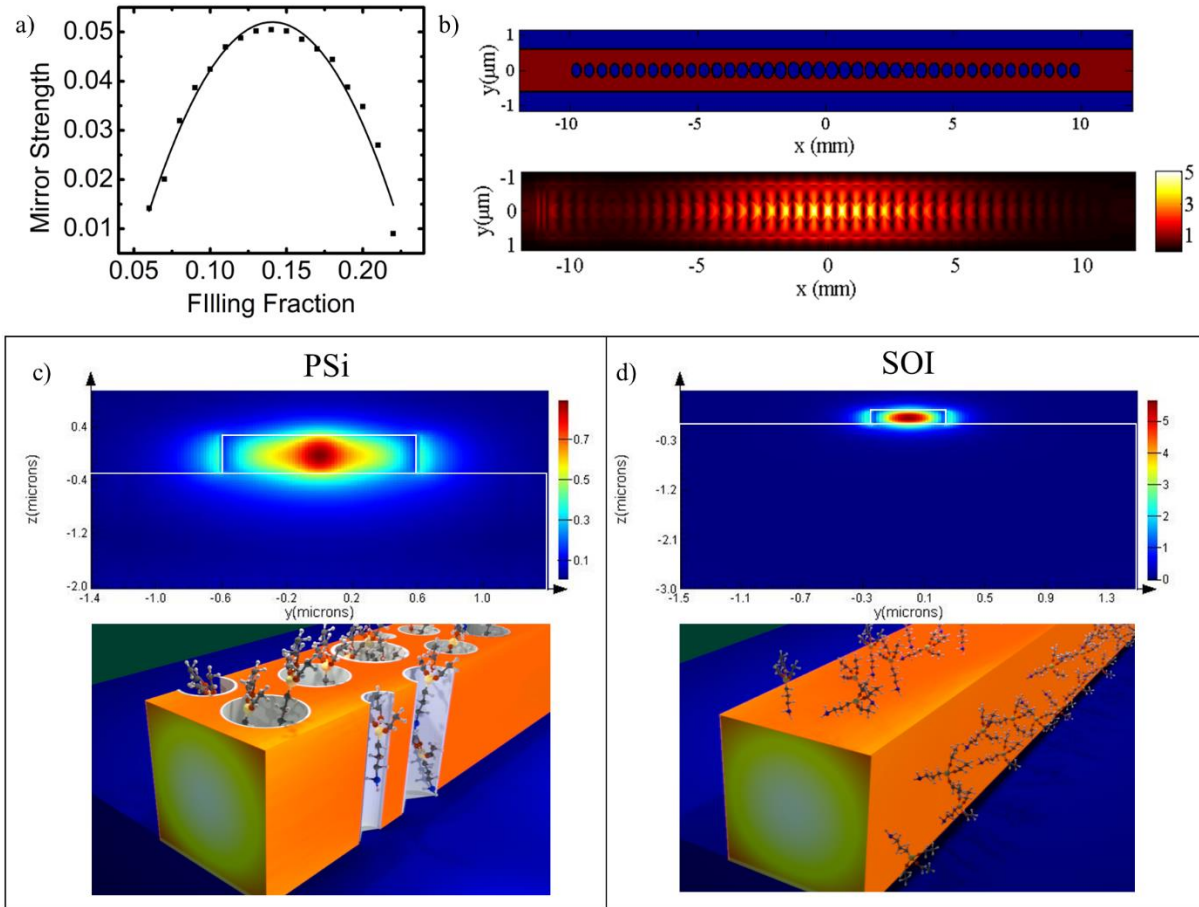 a)
Mirror Strength
0.05
0.04
0.03
0.02
0.01
0.05 0.10 0.15 0.20
FIlling Fraction
b)
y(μm)
1
0
-1
-10 -5 0 5 10
x (mm)
y(μm)
-1
0
1
-10 -5 0 5 10
x (mm)
5
3
1
c)
PSi
z(microns)
0.4
-0.4
-1.2
-2.0
-1.4 -1.0 -0.6 -0.2 0.2 0.6 1.0
y(microns)
0.7
0.5
0.3
0.1
d)
SOI
z(microns)
-0.3
-1.2
-2.1
-3.0
-1.5 -1.1 -0.7 -0.3 0.1 0.5 0.9 1.3
y(microns)
5
4
3
2
1
0